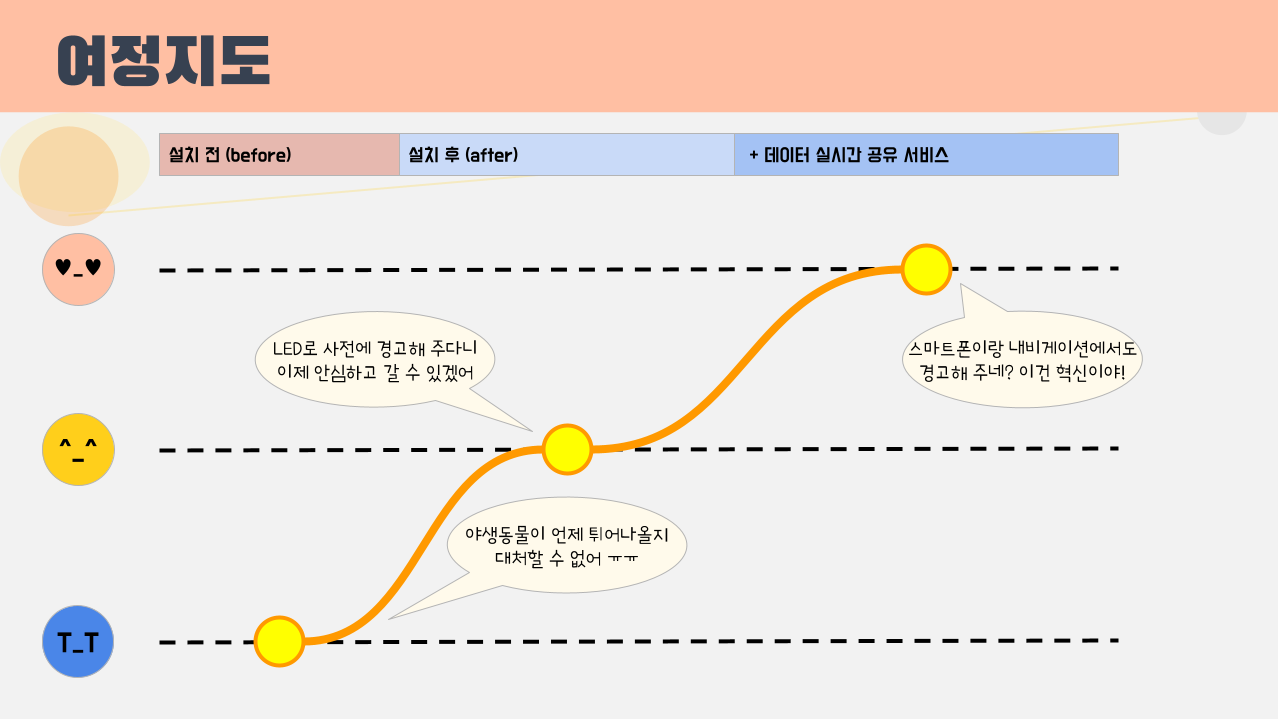 여정지도
설치 전 (before)
설치 후 (after)
+ 데이터 실시간 공유 서비스
♥_♥
LED로 사전에 경고해 주다니
이제 안심하고 갈 수 있겠어
스마트폰이랑 내비게이션에서도
경고해 주네? 이건 혁신이야!
^_^
야생동물이 언제 튀어나올지
대처할 수 없어 ㅠㅠ
T_T